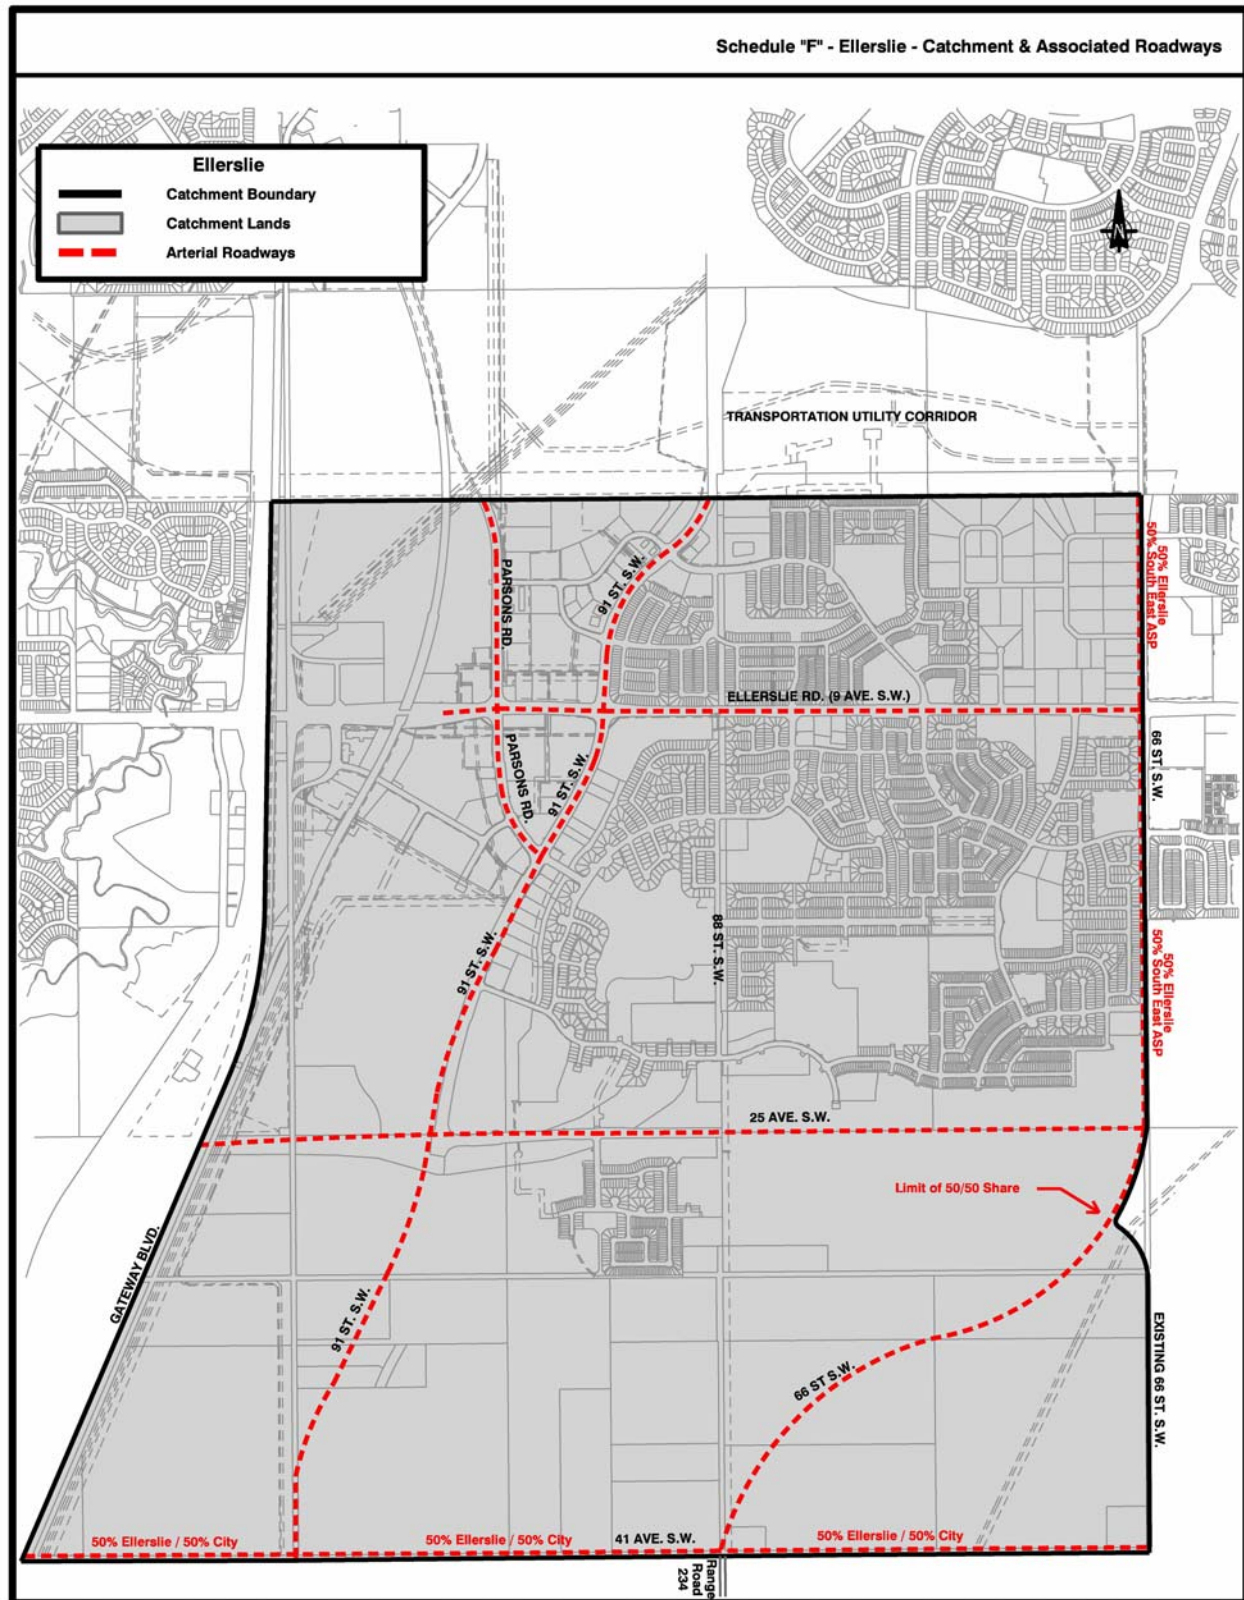 Schedule "F" - Ellerslie - Catchment & Associated Roadways
Ellerslie
Catchment Boundary
Catchment Lands
Arterial Roadways
N
TRANSPORTATION UTILITY CORRIDOR
PARSONS RD.
91 ST. S.W.
50% Ellerslie
50% South East ASP
ELLERSLIE RD. (9 AVE. S.W.)
PARSONS RD.
91 ST. S.W.
66 ST. S.W.
91 ST. S.W.
88 ST. S.W.
50% Ellerslie
50% South East ASP
25 AVE. S.W.
Limit of 50/50 Share
GATEWAY BLVD.
91 ST. S.W.
66 ST S.W.
EXISTING 66 ST. S.W.
50% Ellerslie / 50% City
50% Ellerslie / 50% City
41 AVE. S.W.
50% Ellerslie / 50% City
Range
Road
234